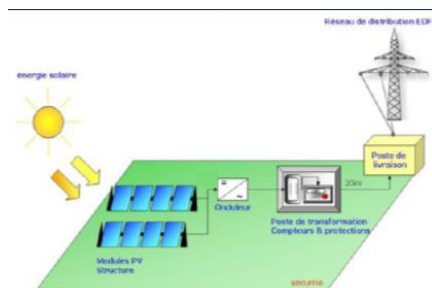 Réseau de distribution EDF
énergie solaire
Poste de
livraison
20kV
Onduleur
Poste de transformation
Compteurs & protections
Modules PV
Structure
sécurité